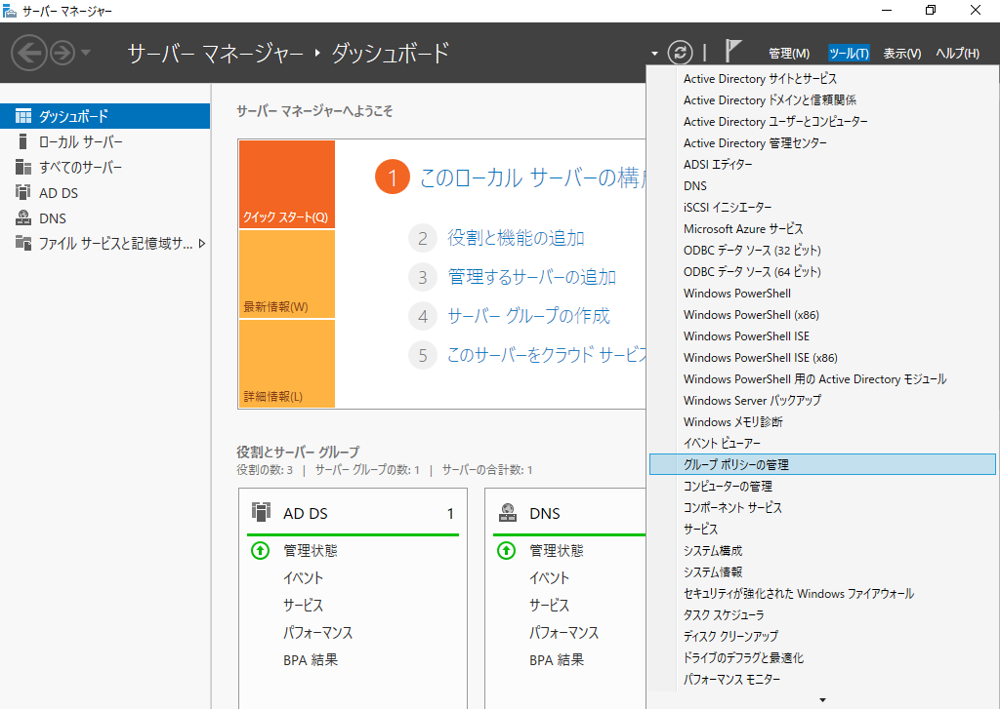 サーバー マネージャー
サーバー マネージャー ‣ ダッシュボード
管理(M) ツール(T) 表示(V) ヘルプ(H)
ダッシュボード
ローカル サーバー
すべてのサーバー
AD DS
DNS
ファイル サービスと記憶域サ...
サーバー マネージャーへようこそ
クイック スタート(Q)
最新情報(W)
詳細情報(L)
1 このローカル サーバーの構成
2 役割と機能の追加
3 管理するサーバーの追加
4 サーバー グループの作成
5 このサーバーをクラウド サービス
役割とサーバー グループ
役割の数: 3 | サーバー グループの数: 1 | サーバーの合計数: 1
AD DS 1
管理状態
イベント
サービス
パフォーマンス
BPA 結果
DNS
管理状態
イベント
サービス
パフォーマンス
BPA 結果
Active Directory サイトとサービス
Active Directory ドメインと信頼関係
Active Directory ユーザーとコンピューター
Active Directory 管理センター
ADSI エディター
DNS
iSCSI イニシエーター
Microsoft Azure サービス
ODBC データ ソース (32 ビット)
ODBC データ ソース (64 ビット)
Windows PowerShell
Windows PowerShell (x86)
Windows PowerShell ISE
Windows PowerShell ISE (x86)
Windows PowerShell 用の Active Directory モジュール
Windows Server バックアップ
Windows メモリ診断
イベント ビューアー
グループ ポリシーの管理
コンピューターの管理
コンポーネント サービス
サービス
システム構成
システム情報
セキュリティが強化された Windows ファイアウォール
タスク スケジューラ
ディスク クリーンアップ
ドライブのデフラグと最適化
パフォーマンス モニター